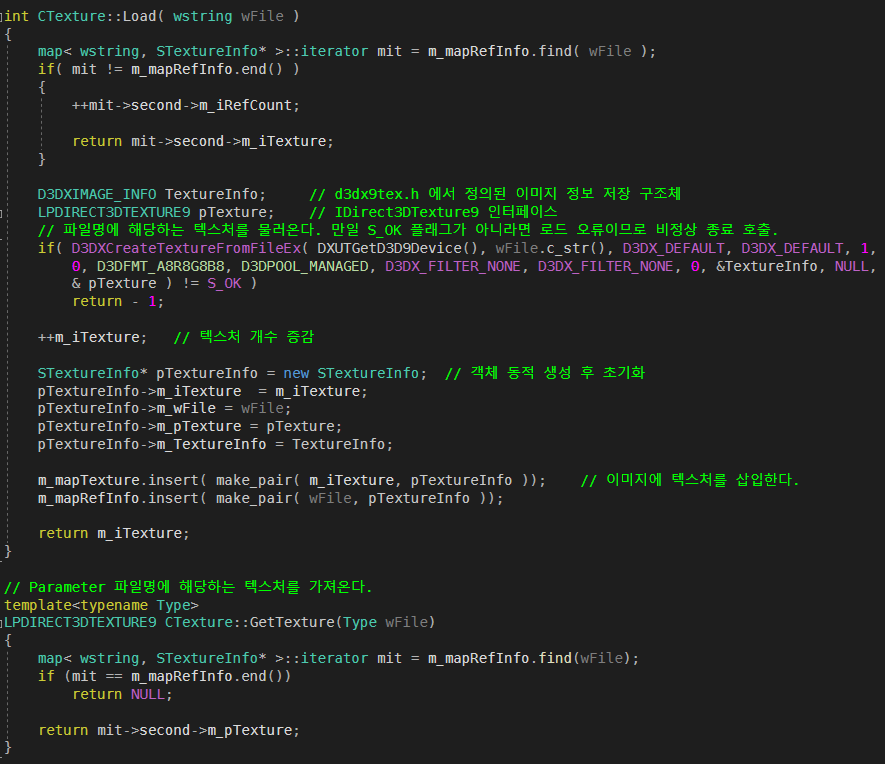 int CTexture::Load( wstring wFile )
{
    map< wstring, STextureInfo* >::iterator mit = m_mapRefInfo.find( wFile );
    if( mit != m_mapRefInfo.end() )
    {
        ++mit->second->m_iRefCount;

        return mit->second->m_iTexture;
    }

    D3DXIMAGE_INFO TextureInfo;     // d3dx9tex.h 에서 정의된 이미지 정보 저장 구조체
    LPDIRECT3DTEXTURE9 pTexture;    // IDirect3DTexture9 인터페이스
    // 파일명에 해당하는 텍스처를 물러온다. 만일 S_OK 플래그가 아니라면 로드 오류이므로 비정상 종료 호출.
    if( D3DXCreateTextureFromFileEx( DXUTGetD3D9Device(), wFile.c_str(), D3DX_DEFAULT, D3DX_DEFAULT, 1,
        0, D3DFMT_A8R8G8B8, D3DPOOL_MANAGED, D3DX_FILTER_NONE, D3DX_FILTER_NONE, 0, &TextureInfo, NULL,
        & pTexture ) != S_OK )
        return - 1;

    ++m_iTexture;   // 텍스처 개수 증감

    STextureInfo* pTextureInfo = new STextureInfo;  // 객체 동적 생성 후 초기화
    pTextureInfo->m_iTexture  = m_iTexture;
    pTextureInfo->m_wFile = wFile;
    pTextureInfo->m_pTexture = pTexture;
    pTextureInfo->m_TextureInfo = TextureInfo;

    m_mapTexture.insert( make_pair( m_iTexture, pTextureInfo ));    // 이미지에 텍스처를 삽입한다.
    m_mapRefInfo.insert( make_pair( wFile, pTextureInfo ));

    return m_iTexture;
}

// Parameter 파일명에 해당하는 텍스처를 가져온다.
template<typename Type>
LPDIRECT3DTEXTURE9 CTexture::GetTexture(Type wFile)
{
    map< wstring, STextureInfo* >::iterator mit = m_mapRefInfo.find(wFile);
    if (mit == m_mapRefInfo.end())
        return NULL;

    return mit->second->m_pTexture;
}